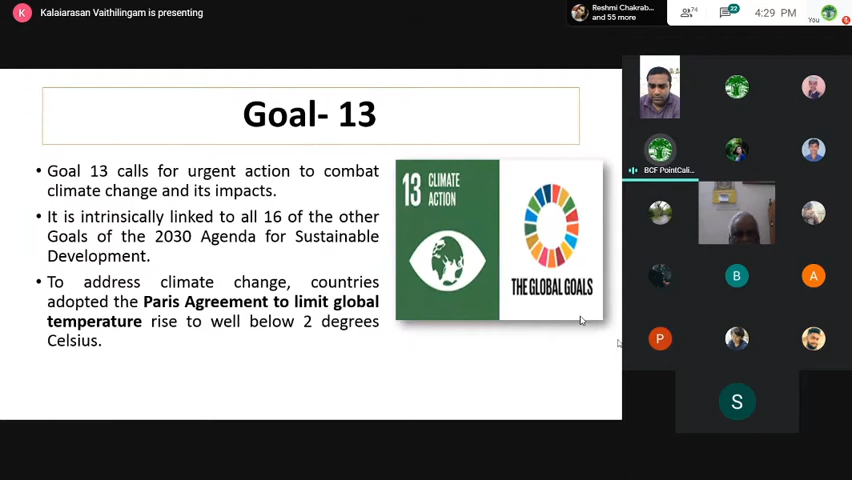 K Kalaiarasan Vaithilingam is presenting
Reshmi Chakrab...
and 55 more
74
22
4:29 PM
You
Goal- 13
• Goal 13 calls for urgent action to combat
climate change and its impacts.
• It is intrinsically linked to all 16 of the other
Goals of the 2030 Agenda for Sustainable
Development.
• To address climate change, countries
adopted the Paris Agreement to limit global
temperature rise to well below 2 degrees
Celsius.
13 CLIMATE
ACTION
THE GLOBAL GOALS
BCF PointCali...
B
A
P
S